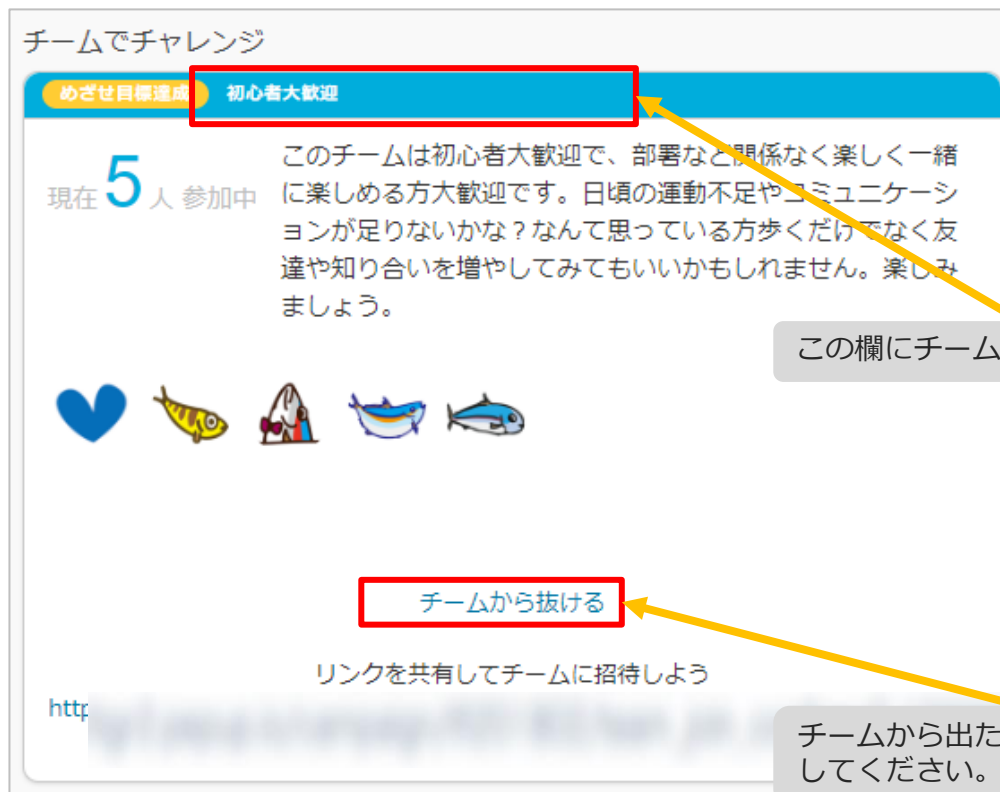 チームでチャレンジ
めざせ目標達成 初心者大歓迎
現在 5 人 参加中
このチームは初心者大歓迎で、部署など関係なく楽しく一緒
に楽しめる方大歓迎です。日頃の運動不足やコミュニケーシ
ョンが足りないかな？なんて思っている方歩くだけでなく友
達や知り合いを増やしてみてもいいかもしれません。楽しみ
ましょう。
この欄にチーム
チームから抜ける
リンクを共有してチームに招待しよう
http
チームから出た
してください。